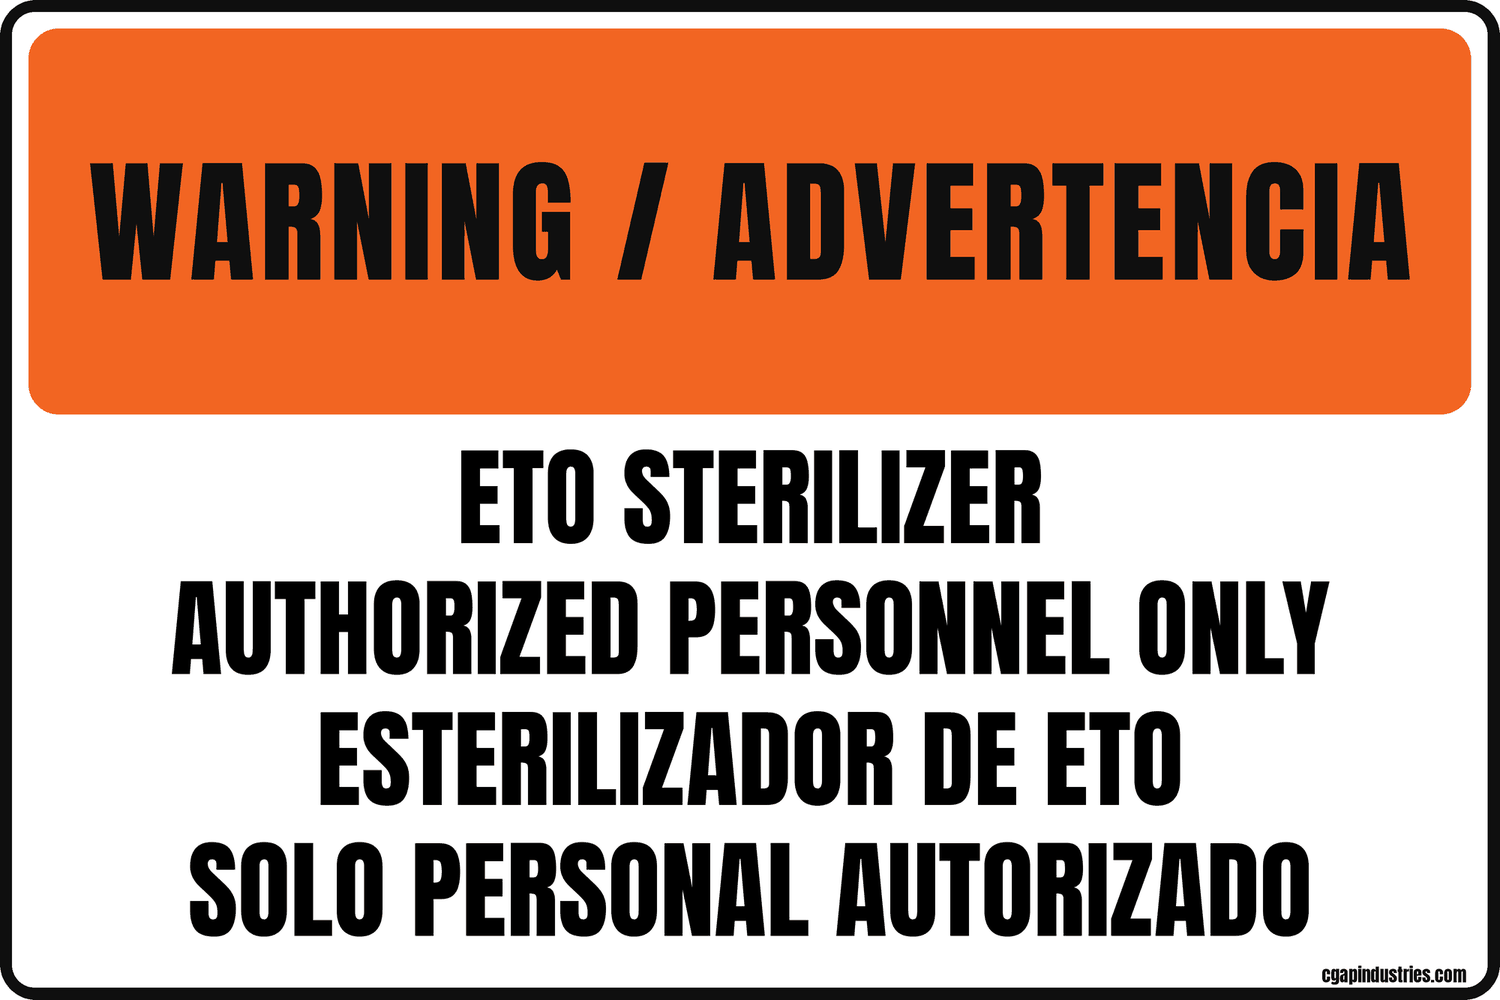 WARNING / ADVERTENCIA
ETO STERILIZER
AUTHORIZED PERSONNEL ONLY
ESTERILIZADOR DE ETO
SOLO PERSONAL AUTORIZADO
cgapindustries.com